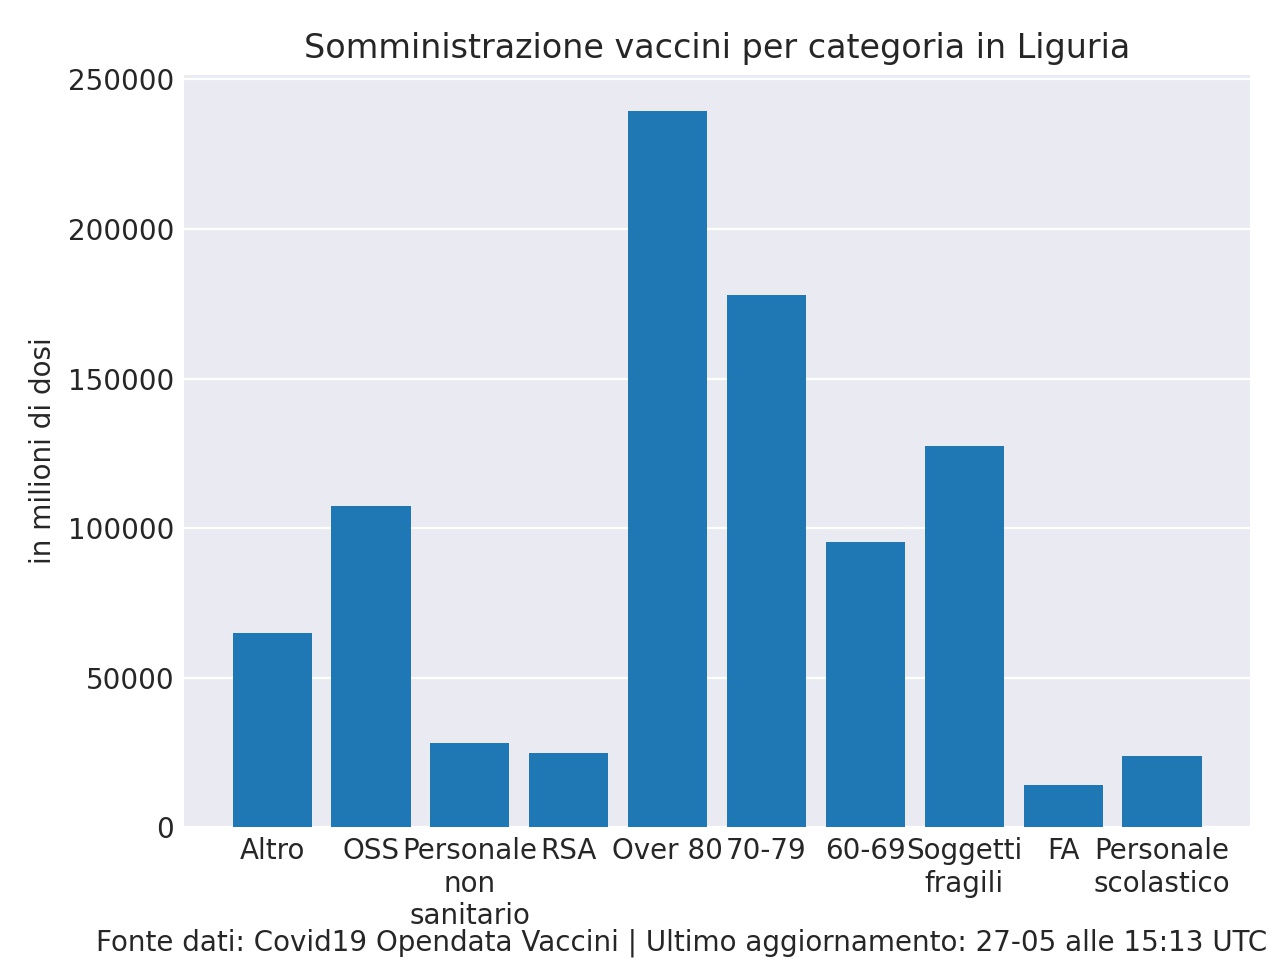 Somministrazione vaccini per categoria in Liguria
250000
200000
150000
100000
50000
0
in milioni di dosi
Altro
OSS
Personale
non
sanitario
RSA
Over 80
70-79
60-69
Soggetti
fragili
FA
Personale
scolastico
Fonte dati: Covid19 Opendata Vaccini | Ultimo aggiornamento: 27-05 alle 15:13 UTC